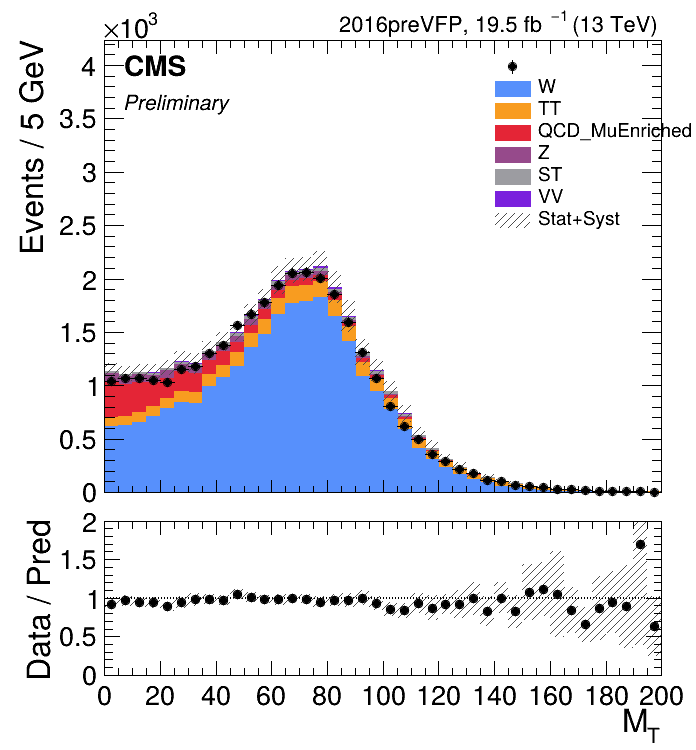 ×10³
2016preVFP, 19.5 fb⁻¹ (13 TeV)
CMS
Preliminary
Events / 5 GeV
4
3.5
3
2.5
2
1.5
1
0.5
0
W
TT
QCD_MuEnriched
Z
ST
VV
Stat+Syst
Data / Pred
2
1.5
1
0.5
0
0 20 40 60 80 100 120 140 160 180 200
M_T